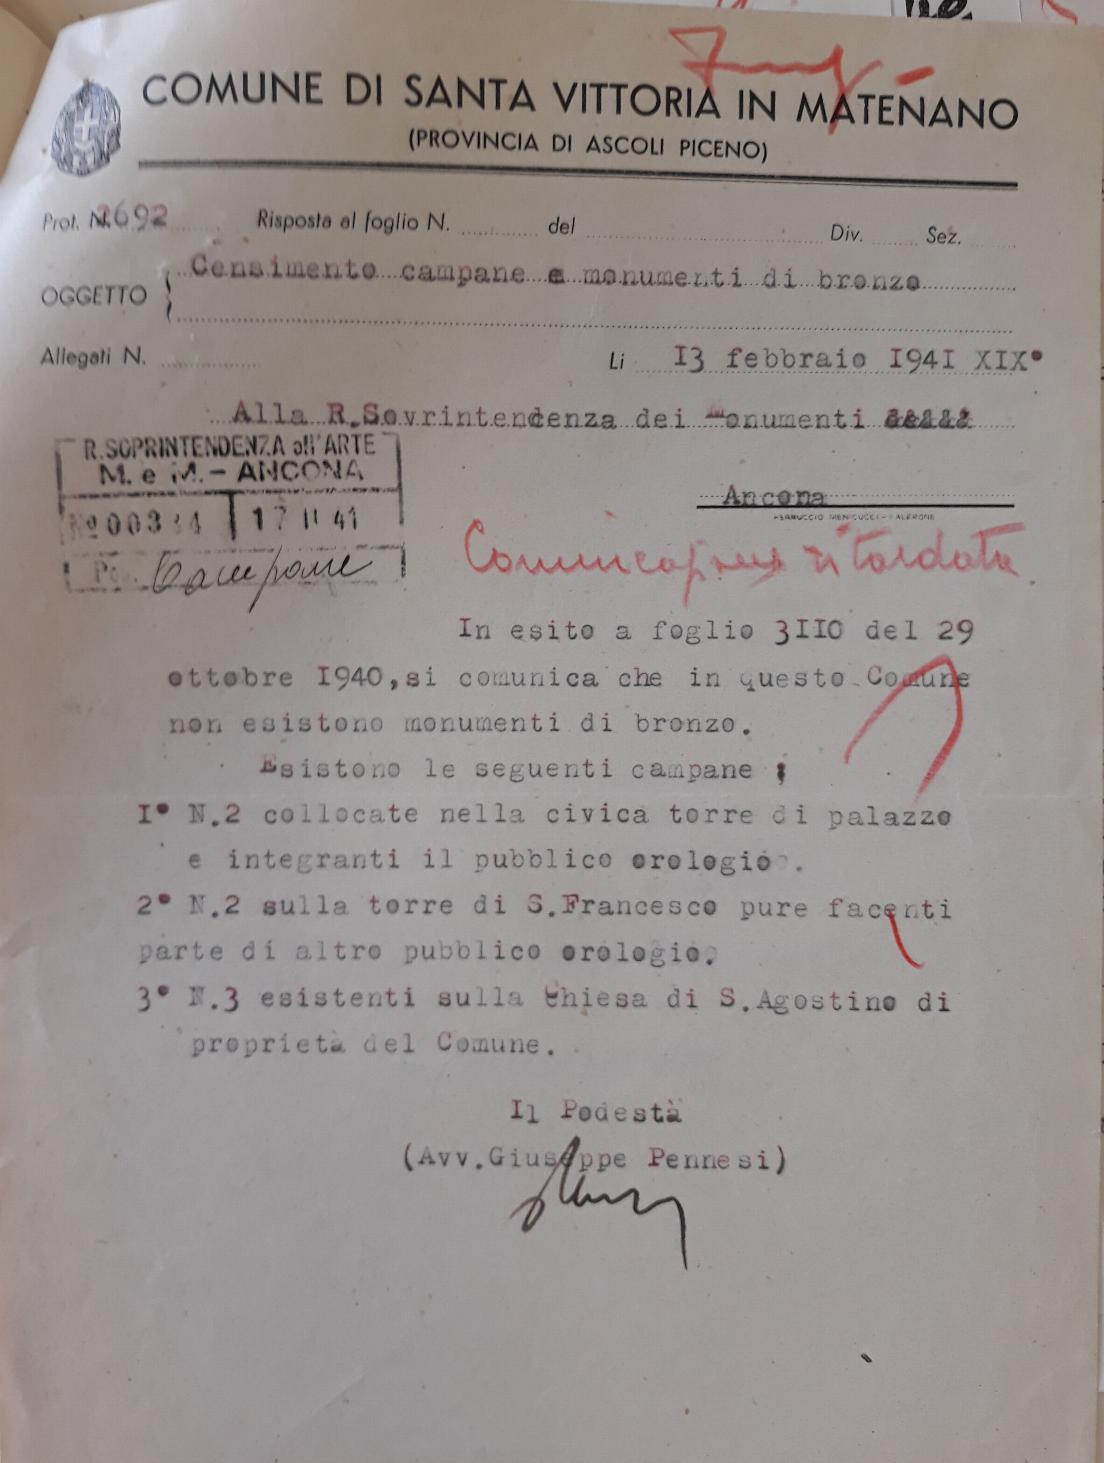 COMUNE DI SANTA VITTORIA IN MATENANO
(PROVINCIA DI ASCOLI PICENO)
Prot. N. 2692 Risposta al foglio N. del Div. Sez.
OGGETTO Censimento campane e monumenti di bronzo
Allegati N. Li 13 febbraio I94I XIX°
Alla R.Sovrintendenza dei monumenti
R.SOPRINTENDENZA all'ARTE
M. e M. - ANCONA
17 II 41
Campane
Ancona
ritardata
In esito a foglio 3IIO del 29
ottobre I940,si comunica che in questo Comune
non esistono monumenti di bronzo.
Esistono le seguenti campane :
I° N.2 collocate nella civica torre di palazzo
e integranti il pubblico orologio .
2° N.2 sulla torre di S.Francesco pure facenti
parte di altro pubblico orologio.
3° N.3 esistenti sulla Chiesa di S.Agostino di
proprietà del Comune.
Il Podestà
(Avv.Giuseppe Pennesi)